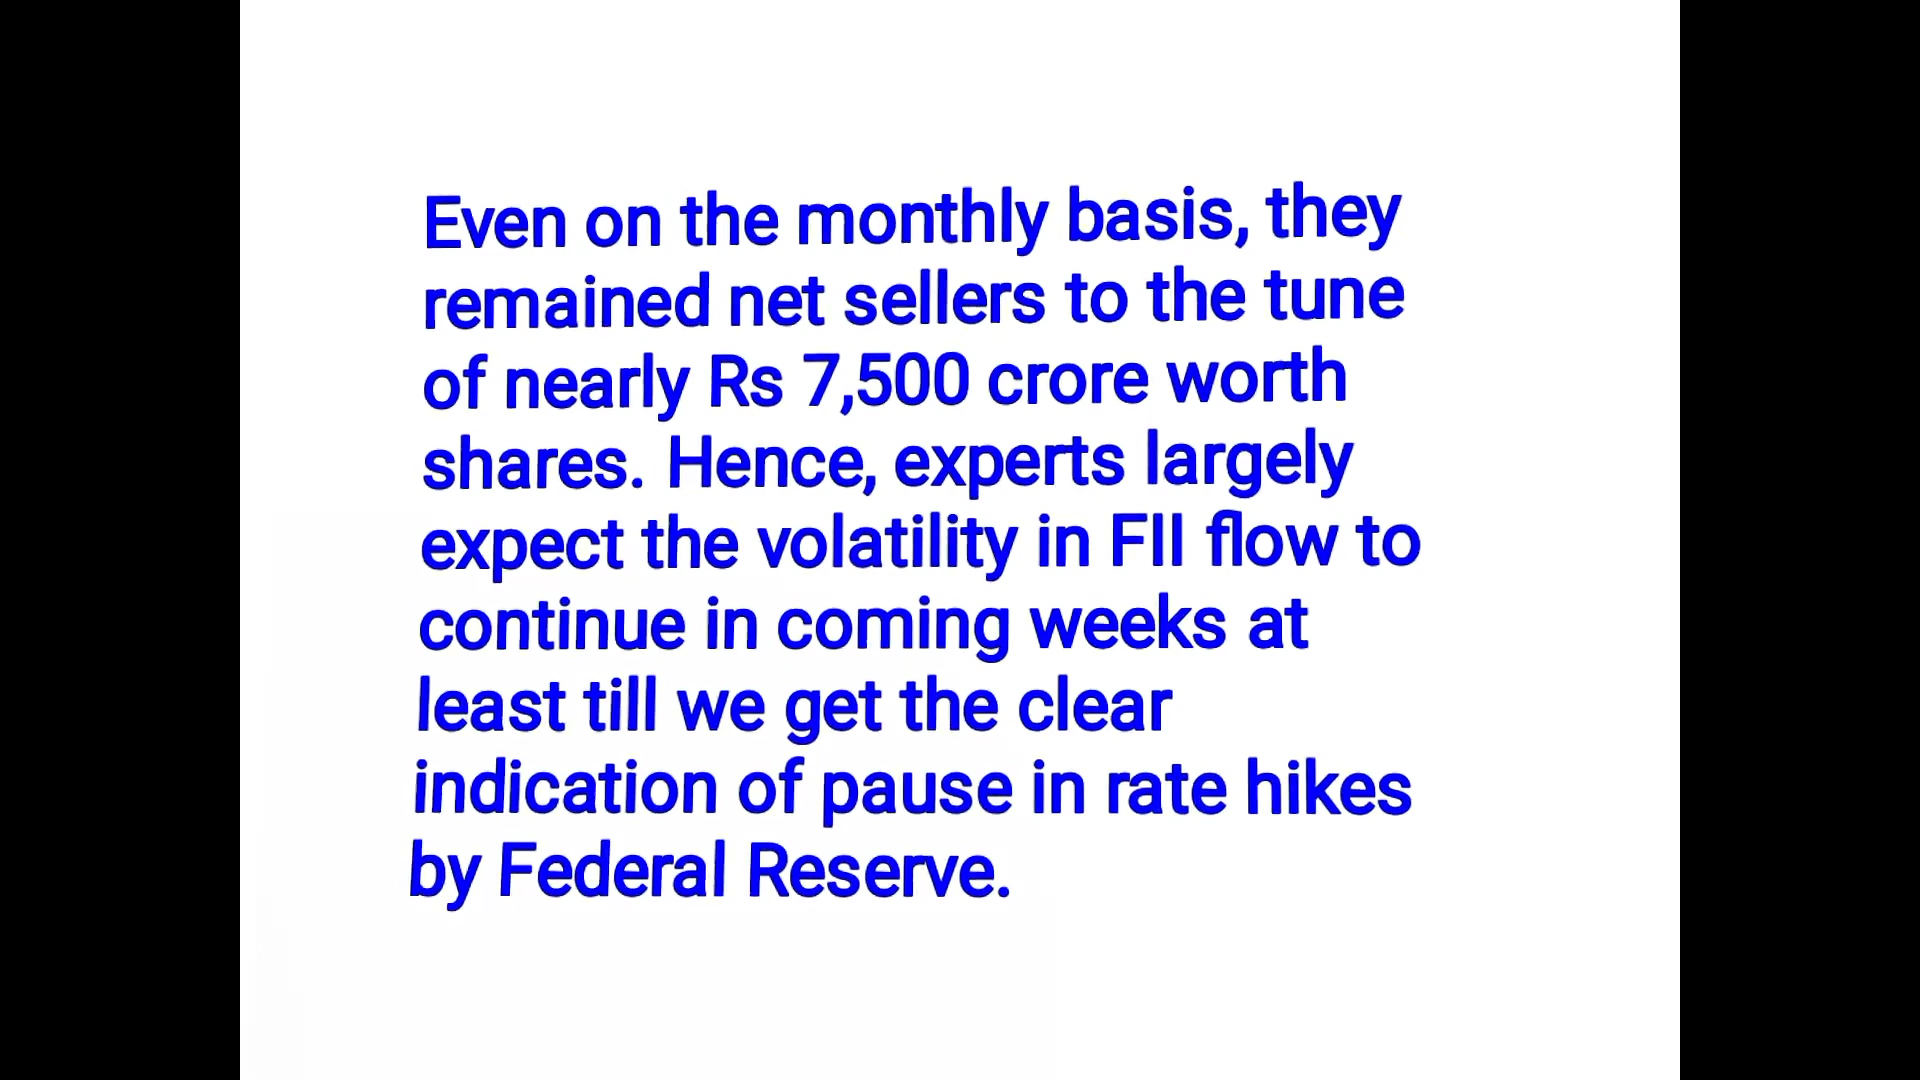 Even on the monthly basis, they
remained net sellers to the tune
of nearly Rs 7,500 crore worth
shares. Hence, experts largely
expect the volatility in FII flow to
continue in coming weeks at
least till we get the clear
indication of pause in rate hikes
by Federal Reserve.